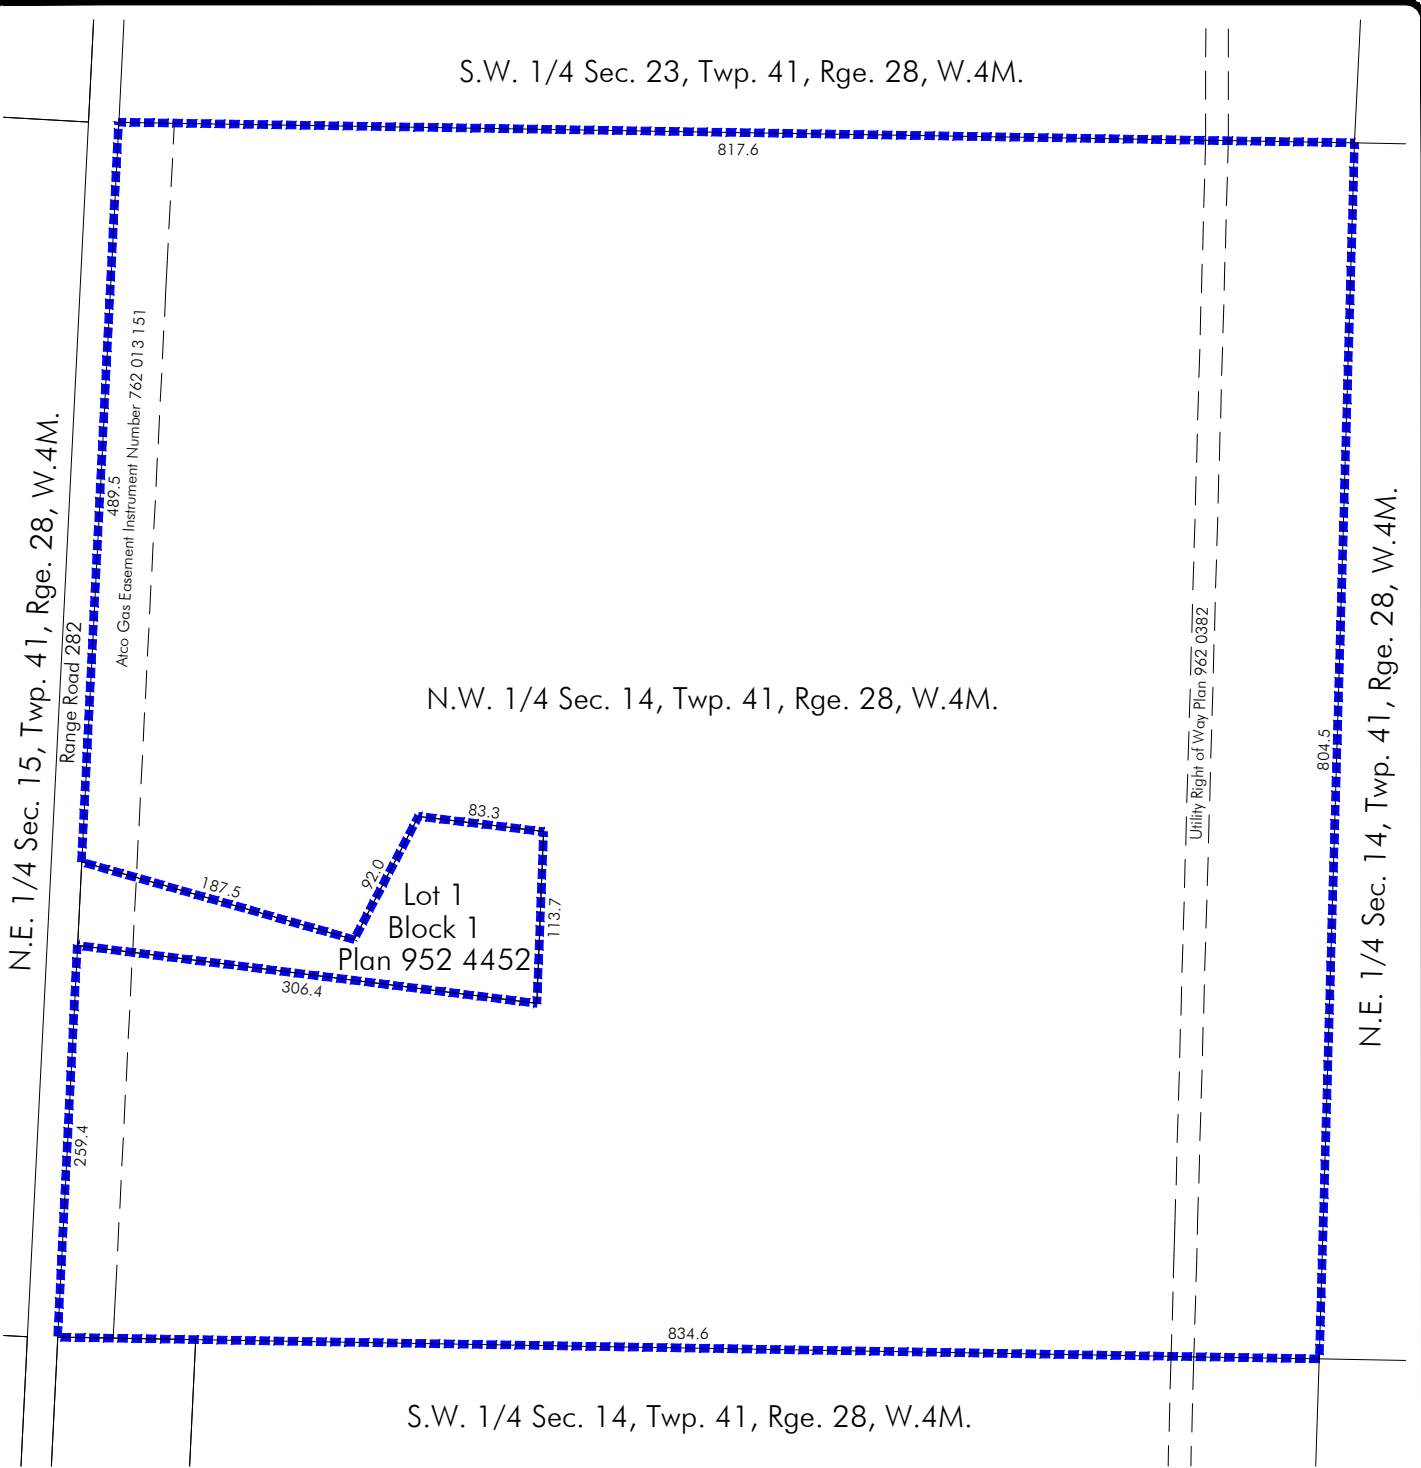 S.W. 1/4 Sec. 23, Twp. 41, Rge. 28, W.4M.
817.6
489.5
Atco Gas Easement Instrument Number 762 013 151
N.E. 1/4 Sec. 15, Twp. 41, Rge. 28, W.4M.
Range Road 282
N.W. 1/4 Sec. 14, Twp. 41, Rge. 28, W.4M.
Utility Right of Way Plan 962 0382
804.5
N.E. 1/4 Sec. 14, Twp. 41, Rge. 28, W.4M.
83.3
92.0
187.5
Lot 1
Block 1
Plan 952 4452
113.7
306.4
259.4
834.6
S.W. 1/4 Sec. 14, Twp. 41, Rge. 28, W.4M.